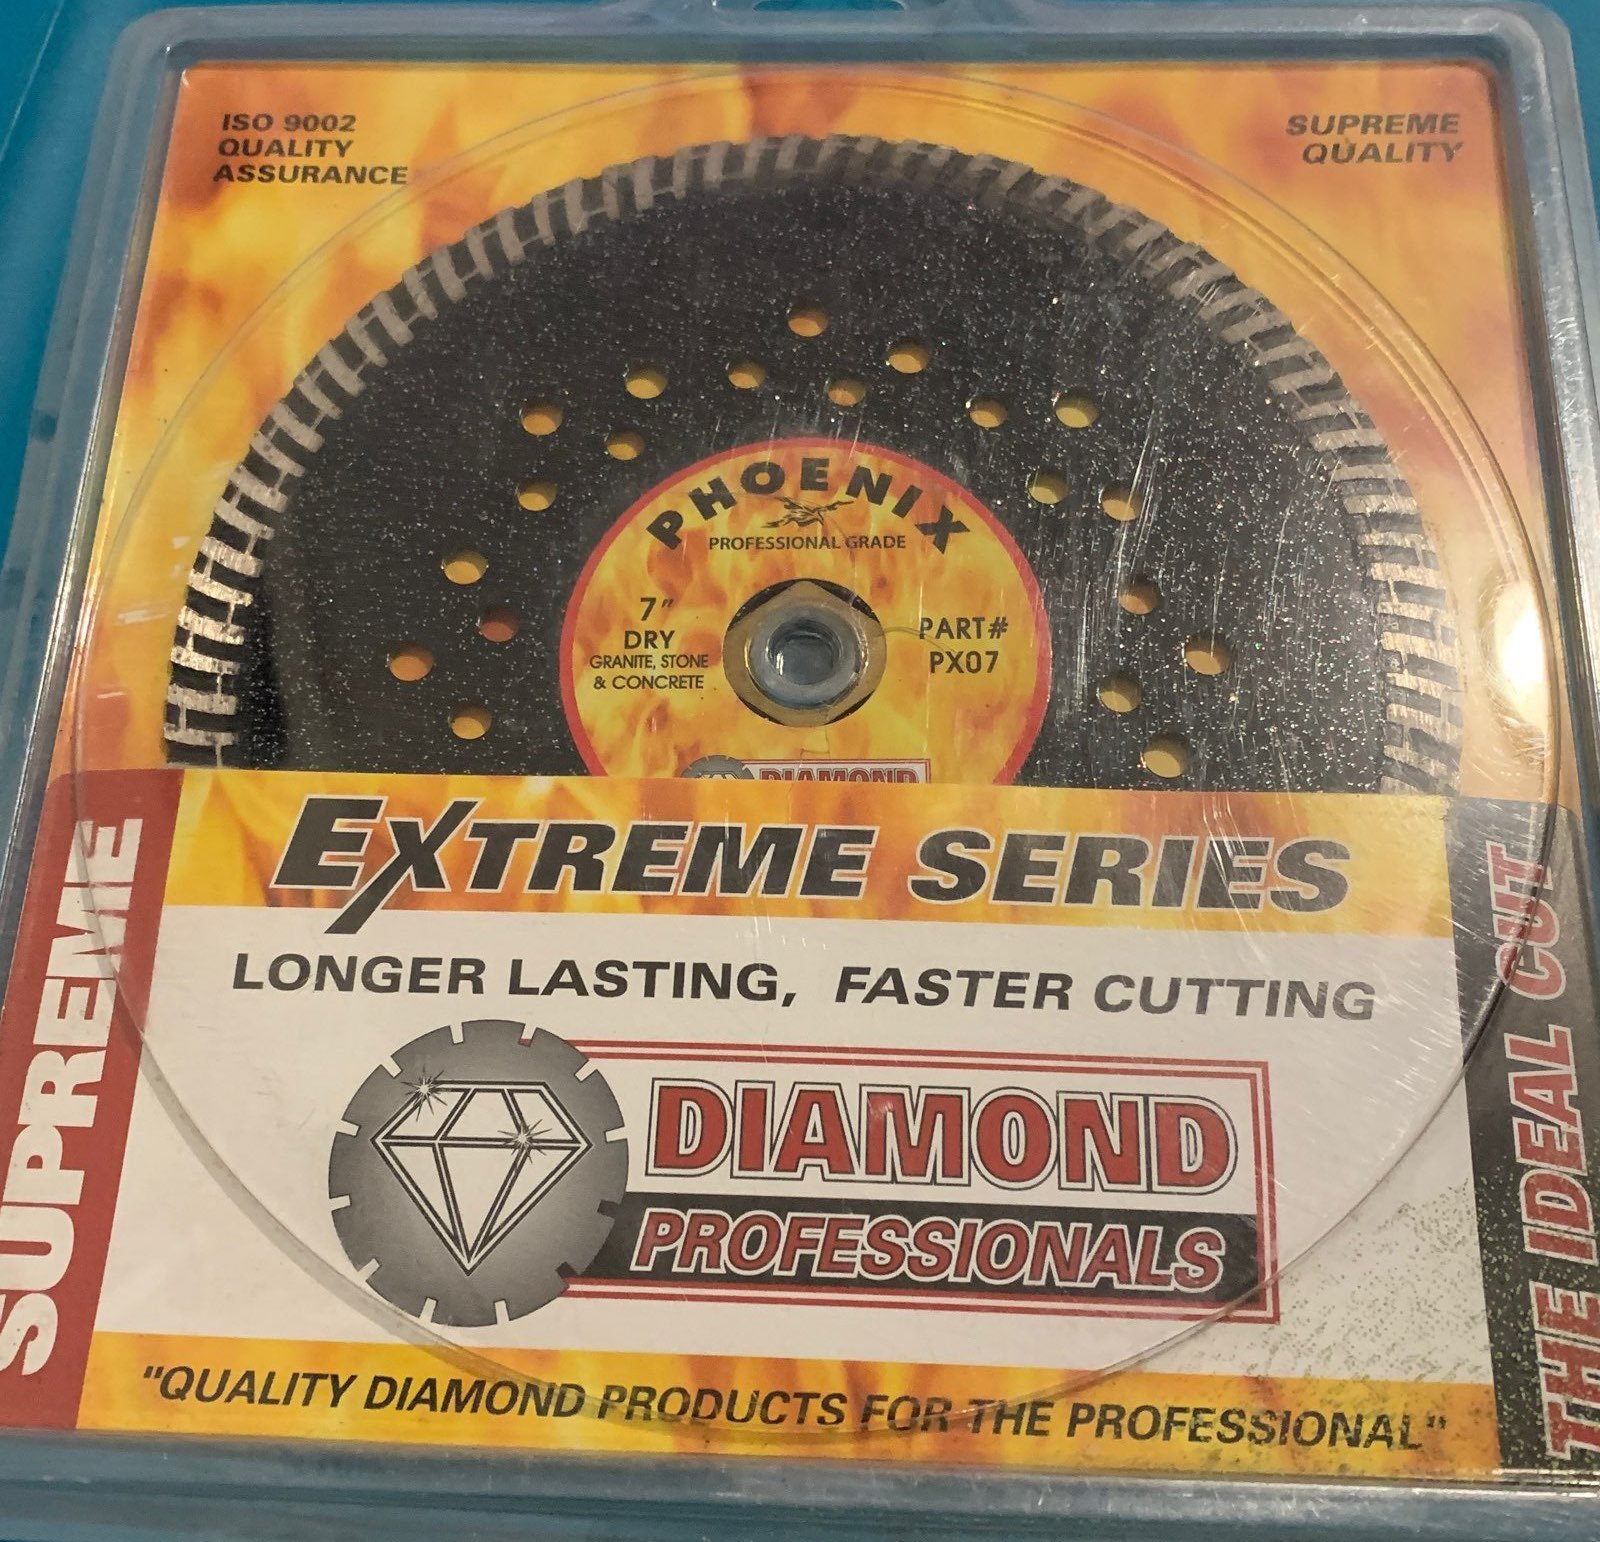 ISO 9002
QUALITY
ASSURANCE
SUPREME
QUALITY
PHOENIX
PROFESSIONAL GRADE
7"
DRY
GRANITE, STONE
& CONCRETE
PART#
PX07
DIAMOND
EXTREME SERIES
LONGER LASTING, FASTER CUTTING
DIAMOND
PROFESSIONALS
"QUALITY DIAMOND PRODUCTS FOR THE PROFESSIONAL"
SUPREME
THE IDEAL CUT